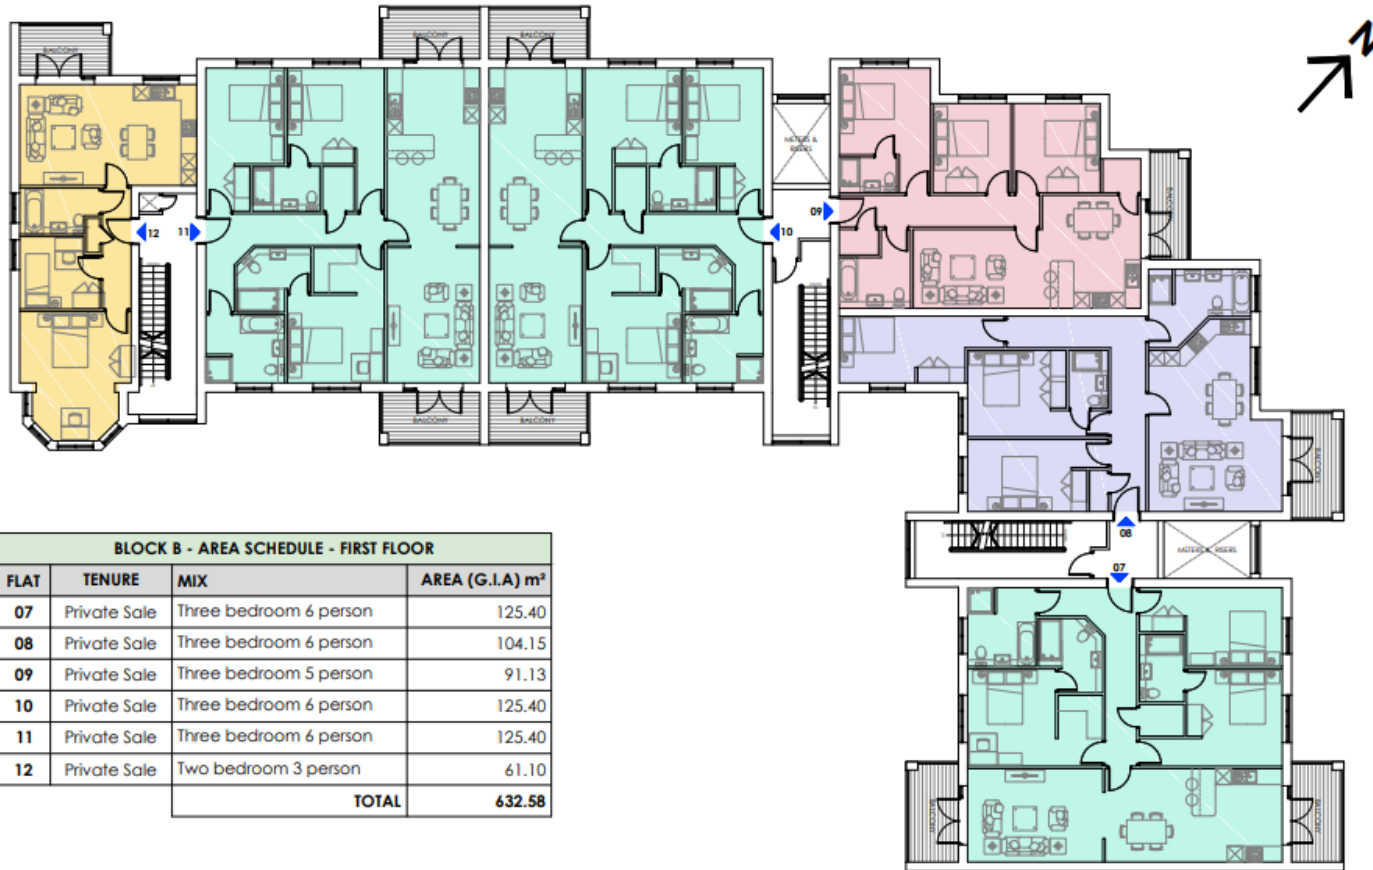 N
BALCONY
BALCONY
BALCONY
METERS &
RISERS
BALCONY
09
12
11
10
BALCONY
BALCONY
BALCONY
08
METERS & RISERS
07
BALCONY
BALCONY
BLOCK B - AREA SCHEDULE - FIRST FLOOR
FLAT TENURE MIX AREA (G.I.A) m²
07 Private Sale Three bedroom 6 person 125.40
08 Private Sale Three bedroom 6 person 104.15
09 Private Sale Three bedroom 5 person 91.13
10 Private Sale Three bedroom 6 person 125.40
11 Private Sale Three bedroom 6 person 125.40
12 Private Sale Two bedroom 3 person 61.10
TOTAL 632.58